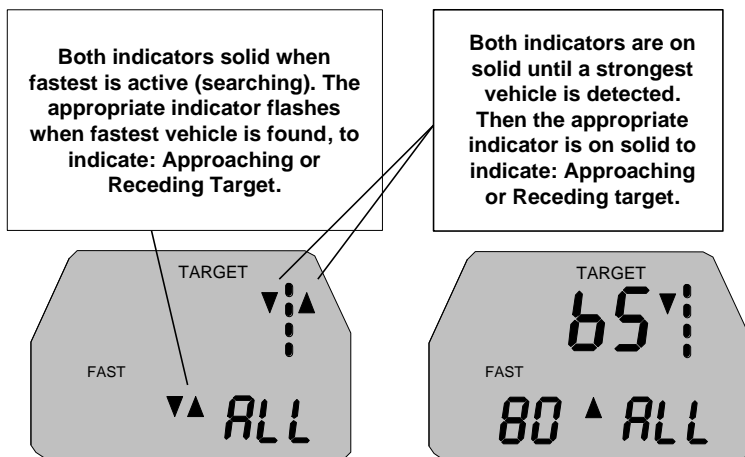 Both indicators solid when
fastest is active (searching). The
appropriate indicator flashes
when fastest vehicle is found, to
indicate: Approaching or
Receding Target.
Both indicators are on
solid until a strongest
vehicle is detected.
Then the appropriate
indicator is on solid to
indicate: Approaching
or Receding target.
TARGET
FAST
ALL
TARGET
65
FAST
80 ALL